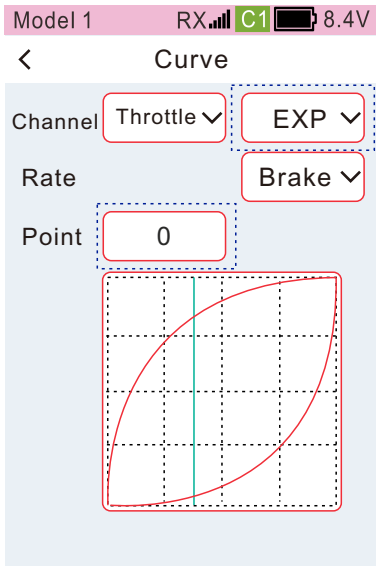 Model 1 RX C1 8.4V
< Curve
Channel Throttle EXP
Rate Brake
Point 0